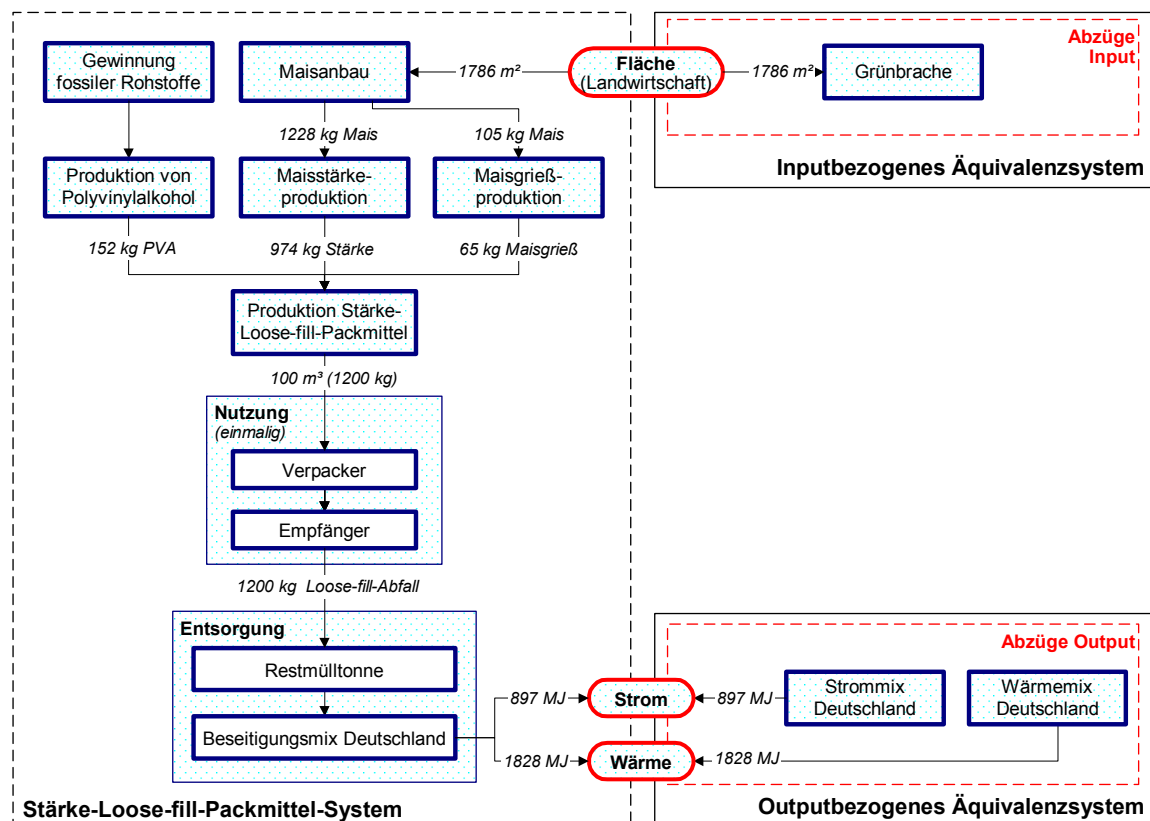 Gewinnung
fossiler Rohstoffe
Maisanbau
1786 m²
Fläche
(Landwirtschaft)
1786 m²
Grünbrache
Abzüge
Input
Inputbezogenes Äquivalenzsystem
1228 kg Mais
105 kg Mais
Produktion von
Polyvinylalkohol
Maisstärke-
produktion
Maisgrieß-
produktion
152 kg PVA
974 kg Stärke
65 kg Maisgrieß
Produktion Stärke-
Loose-fill-Packmittel
100 m³ (1200 kg)
Nutzung
(einmalig)
Verpacker
Empfänger
1200 kg Loose-fill-Abfall
Entsorgung
Restmülltonne
Beseitigungsmix Deutschland
897 MJ
1828 MJ
Strom
Wärme
897 MJ
1828 MJ
Abzüge Output
Strommix
Deutschland
Wärmemix
Deutschland
Stärke-Loose-fill-Packmittel-System
Outputbezogenes Äquivalenzsystem